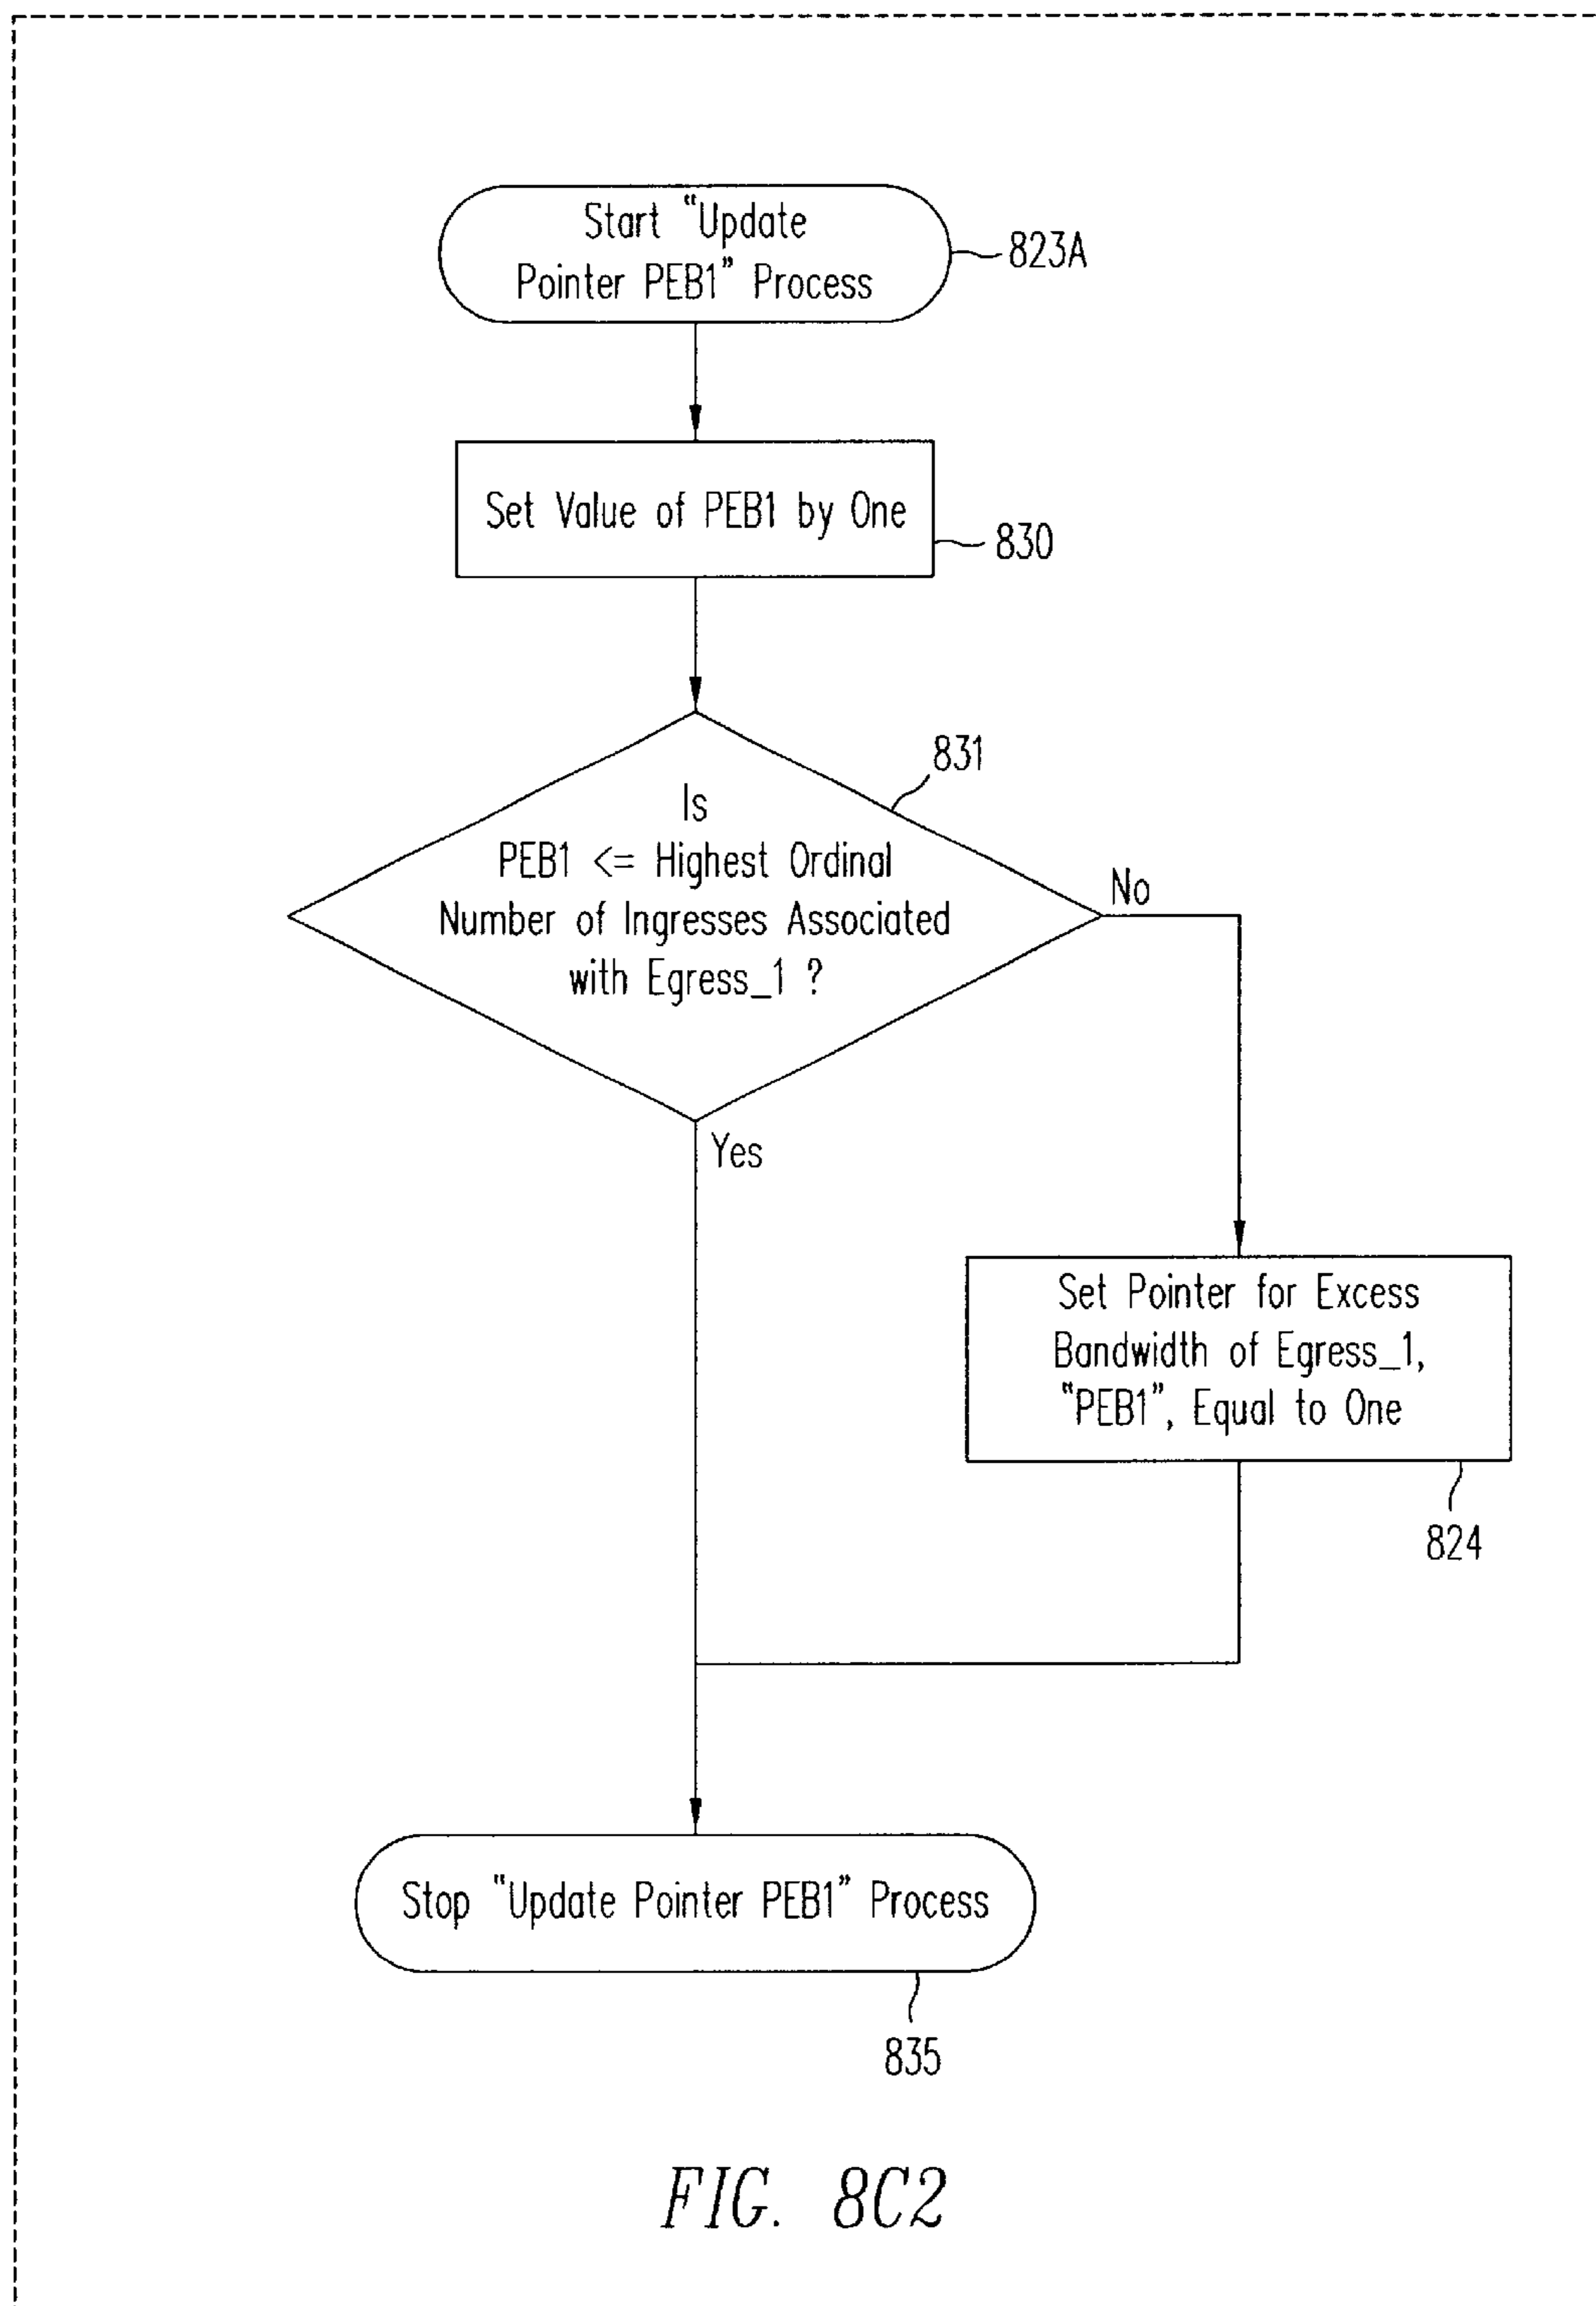 Start "Update
Pointer PEB1" Process
823A
Set Value of PEB1 by One
830
831
Is
PEB1 <= Highest Ordinal
Number of Ingresses Associated
with Egress_1 ?
No
Yes
Set Pointer for Excess
Bandwidth of Egress_1,
"PEB1", Equal to One
824
Stop "Update Pointer PEB1" Process
835
FIG. 8C2